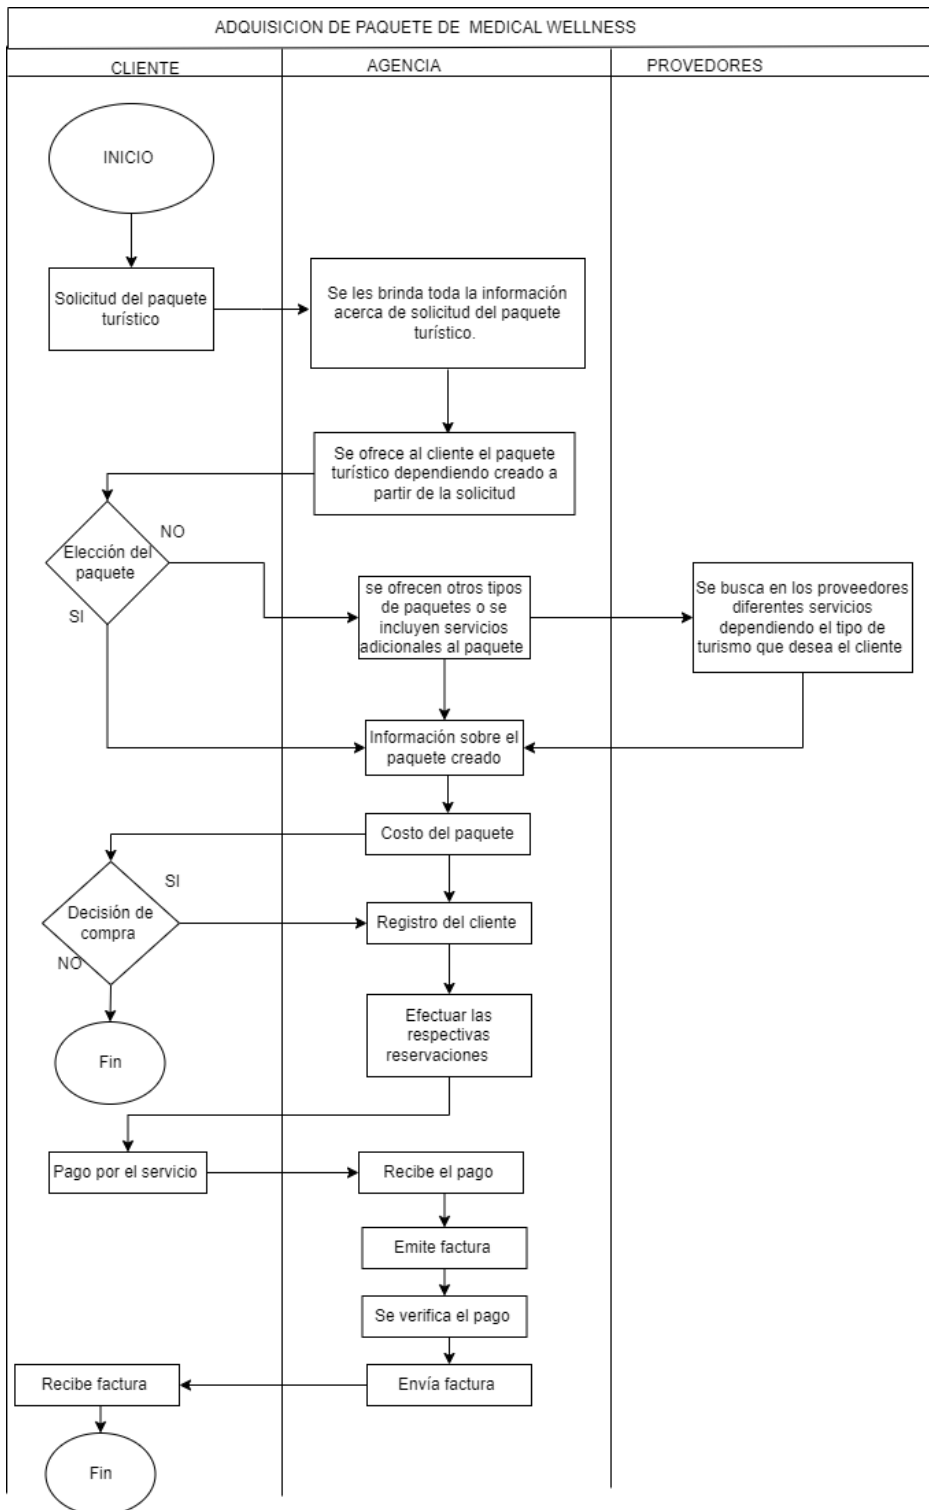 ADQUISICION DE PAQUETE DE MEDICAL WELLNESS
CLIENTE
AGENCIA
PROVEDORES
INICIO
Solicitud del paquete
turístico
Se les brinda toda la información
acerca de solicitud del paquete
turístico.
Se ofrece al cliente el paquete
turístico dependiendo creado a
partir de la solicitud
Elección del
paquete
NO
SI
se ofrecen otros tipos
de paquetes o se
incluyen servicios
adicionales al paquete
Se busca en los proveedores
diferentes servicios
dependiendo el tipo de
turismo que desea el cliente
Información sobre el
paquete creado
Costo del paquete
Decisión de
compra
SI
NO
Registro del cliente
Efectuar las
respectivas
reservaciones
Fin
Pago por el servicio
Recibe el pago
Emite factura
Se verifica el pago
Envía factura
Recibe factura
Fin